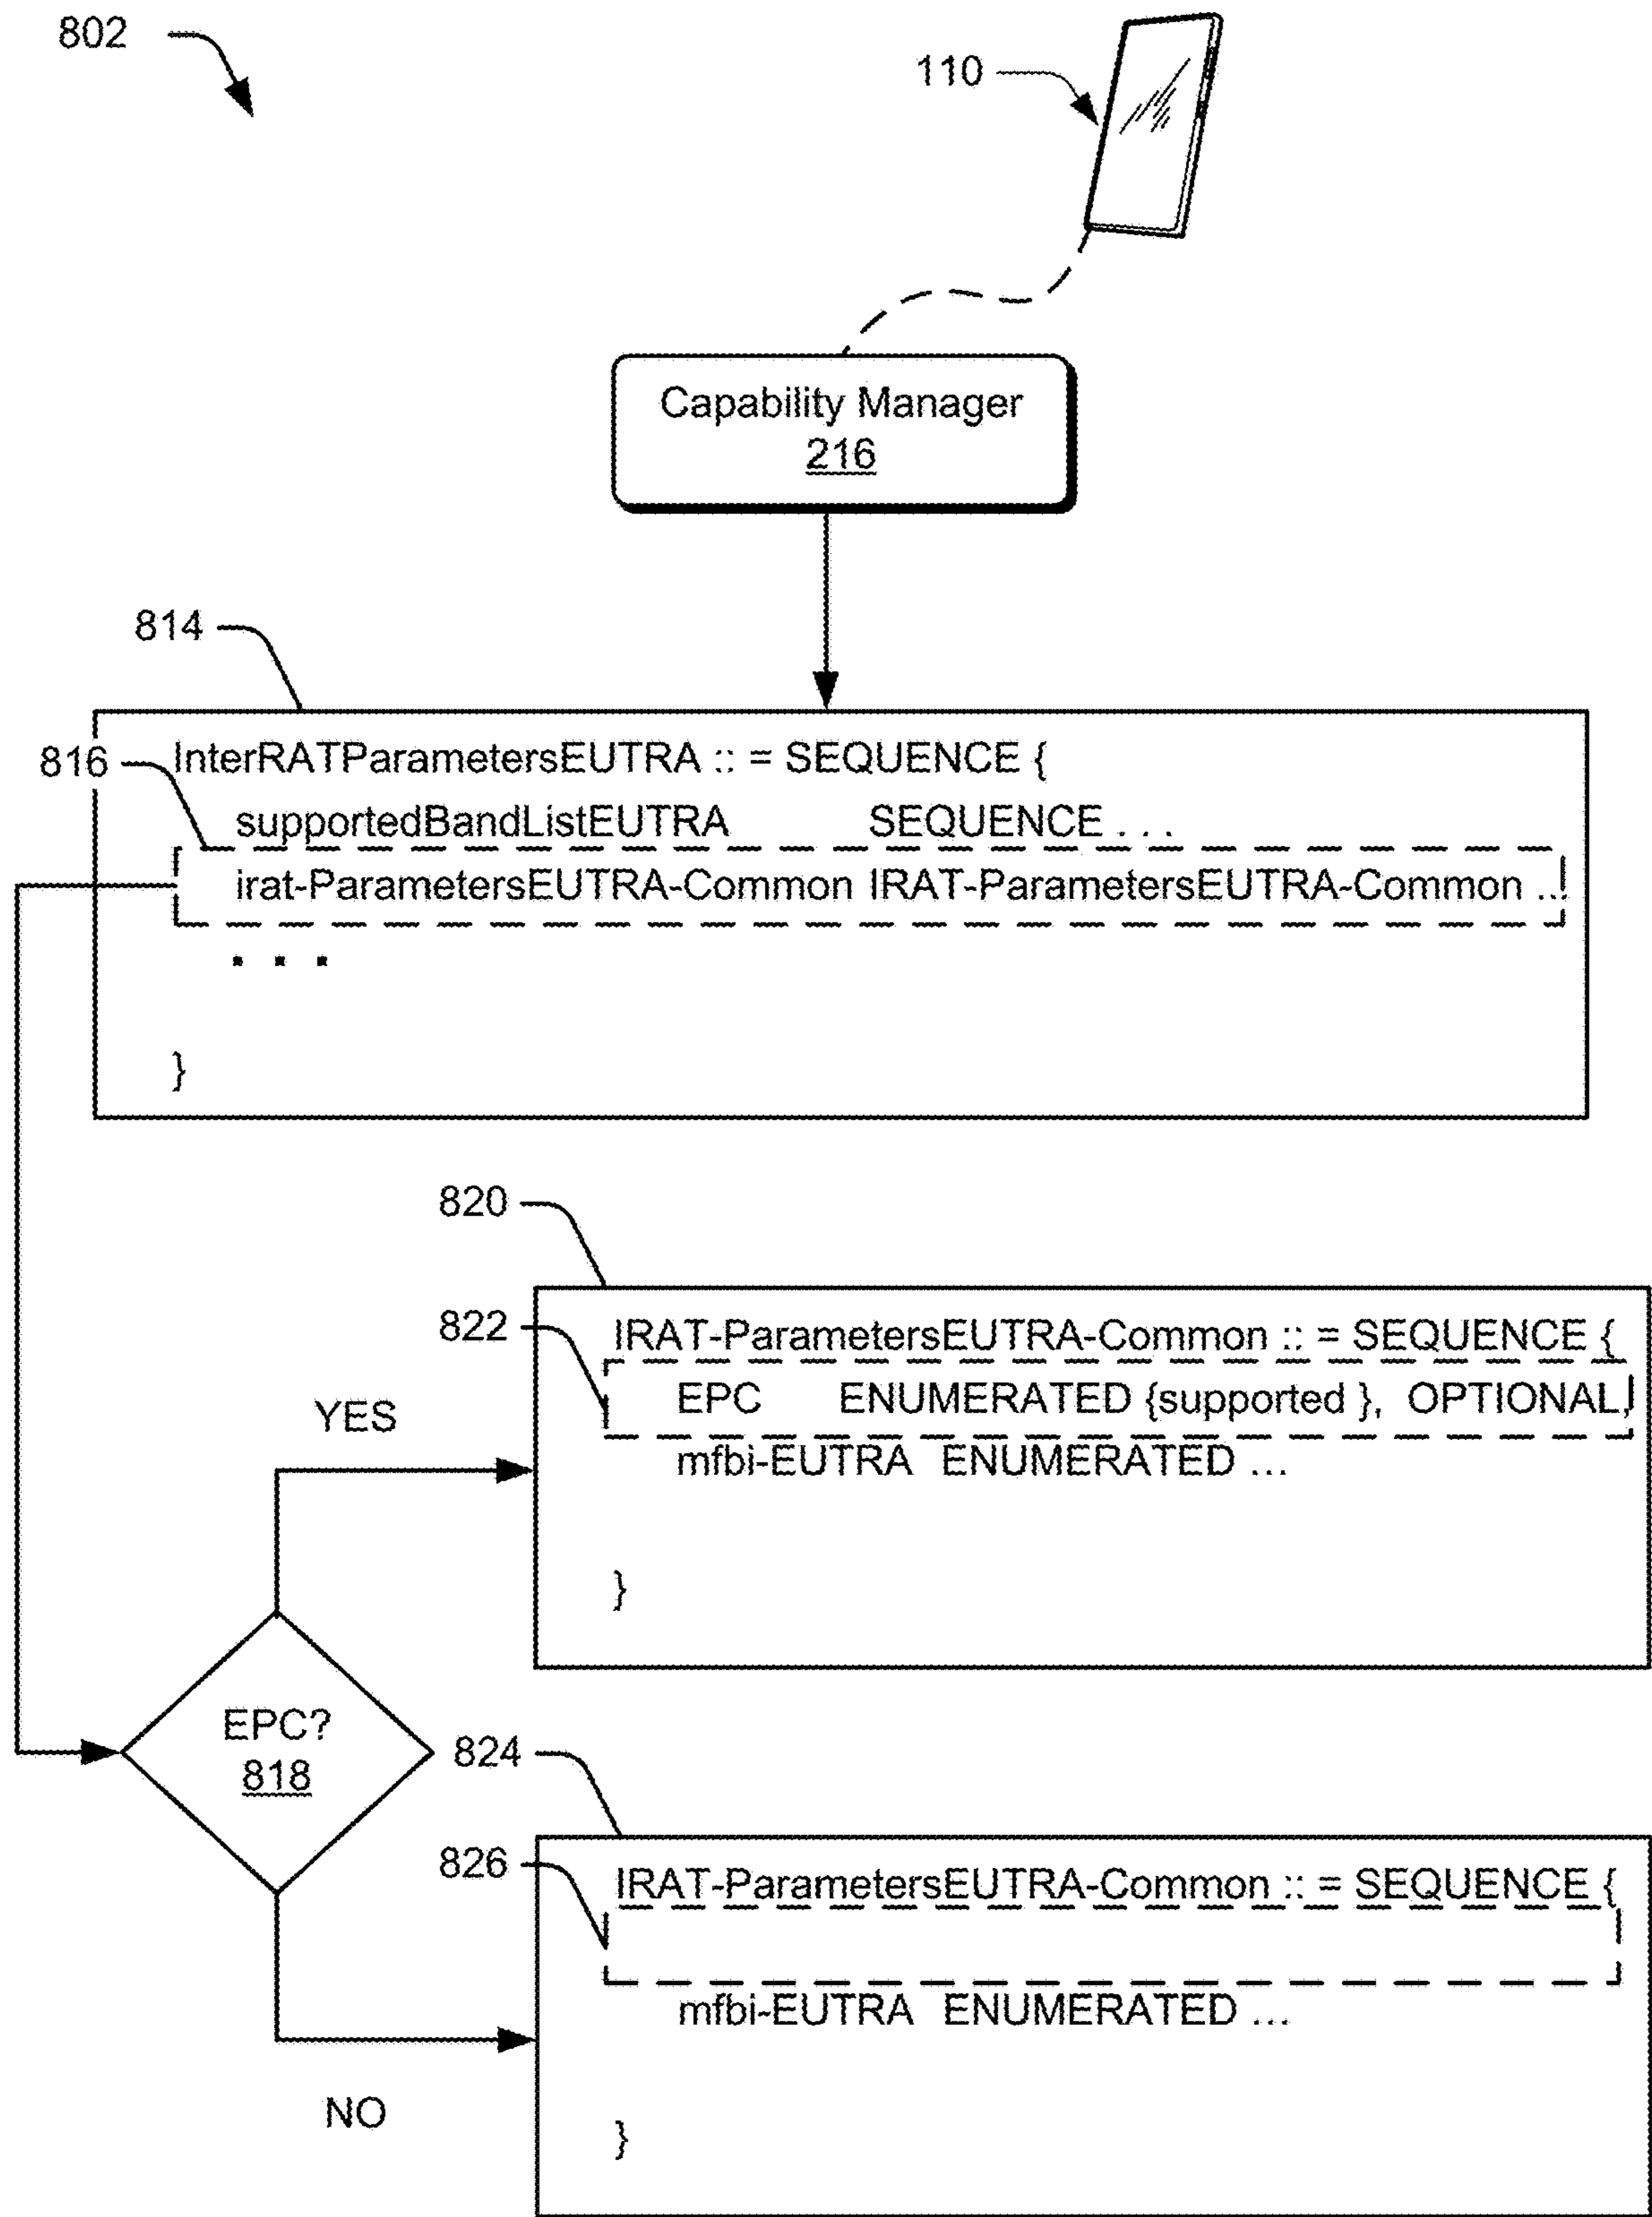 802
110
Capability Manager
216
814
816
InterRATParametersEUTRA :: = SEQUENCE {
supportedBandListEUTRA SEQUENCE . . .
irat-ParametersEUTRA-Common IRAT-ParametersEUTRA-Common ...
. . .
}
820
822
IRAT-ParametersEUTRA-Common :: = SEQUENCE {
EPC ENUMERATED {supported }, OPTIONAL,
mfbi-EUTRA ENUMERATED ...
}
YES
EPC?
818
824
826
IRAT-ParametersEUTRA-Common :: = SEQUENCE {
mfbi-EUTRA ENUMERATED ...
}
NO